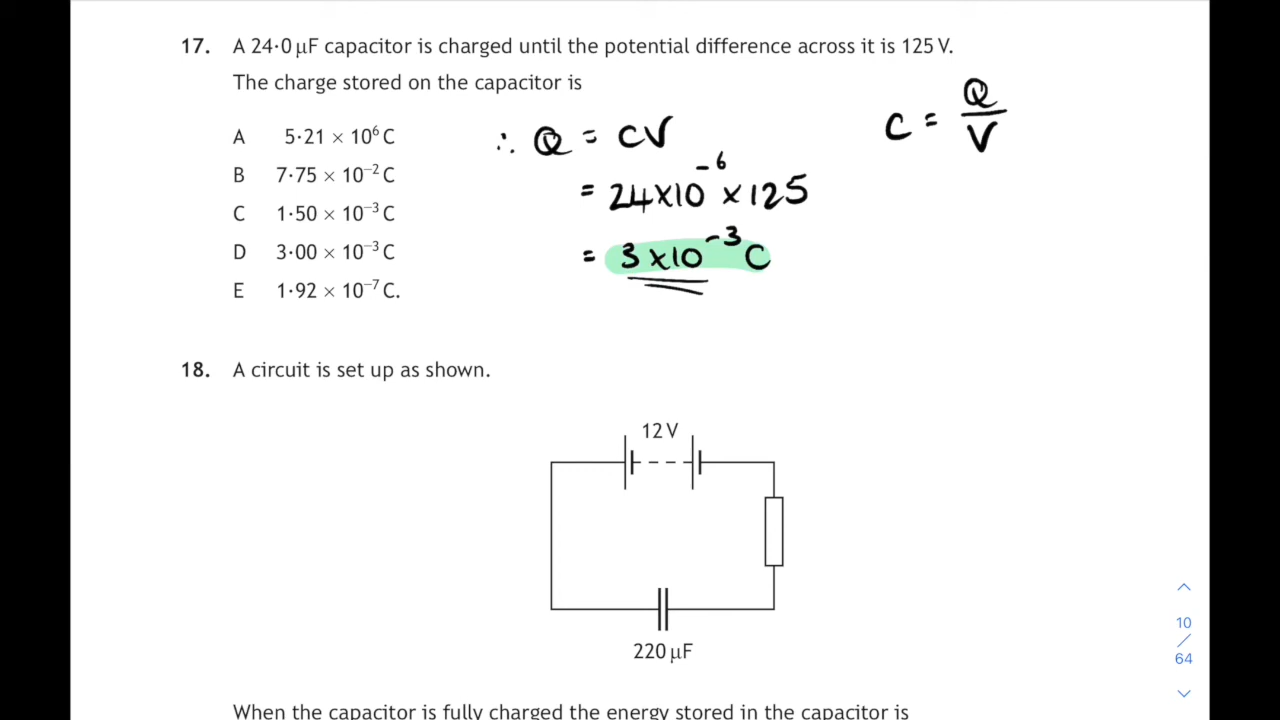 17. A 24·0 µF capacitor is charged until the potential difference across it is 125 V.
The charge stored on the capacitor is
A 5·21 × 10⁶ C
B 7·75 × 10⁻² C
C 1·50 × 10⁻³ C
D 3·00 × 10⁻³ C
E 1·92 × 10⁻⁷ C.
C = Q/V
∴ Q = CV
= 24×10⁻⁶ × 125
= 3×10⁻³ C
18. A circuit is set up as shown.
12 V
220 µF
When the capacitor is fully charged the energy stored in the capacitor is
10
/
64